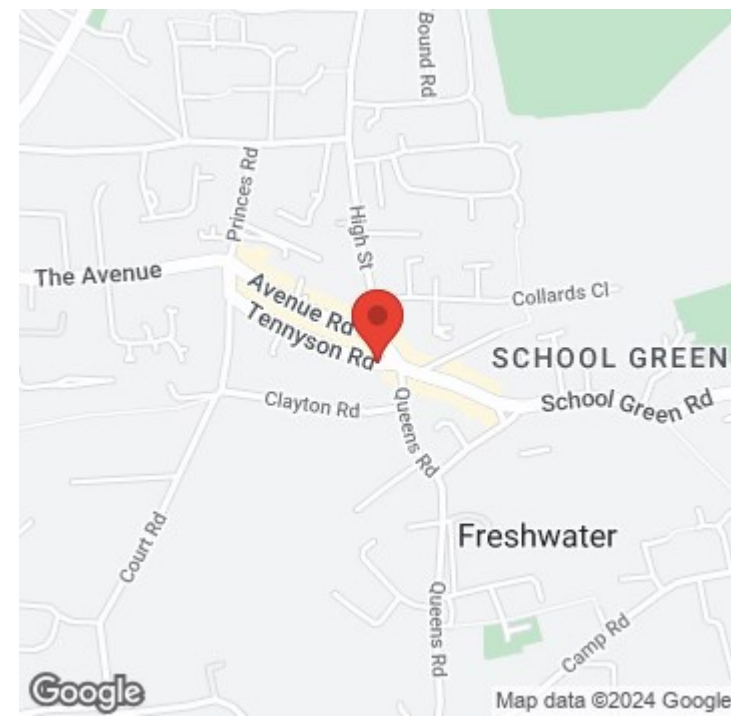 Bound Rd
Princes Rd
High St
The Avenue
Avenue Rd
Collards Cl
Tennyson Rd
SCHOOL GREEN
Clayton Rd
School Green Rd
Queens Rd
Freshwater
Court Rd
Queens Rd
Camp Rd
Google
Map data ©2024 Google